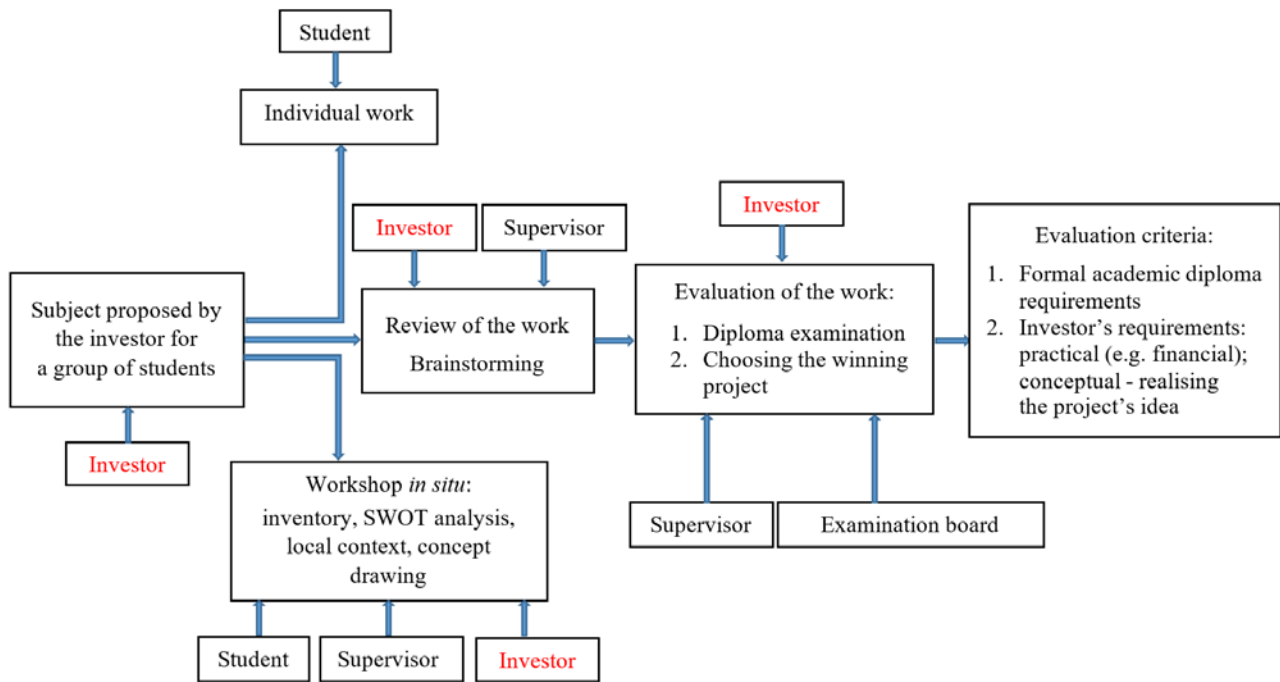 Student
Individual work
Investor
Supervisor
Investor
Subject proposed by
the investor for
a group of students
Review of the work
Brainstorming
Evaluation of the work:
1. Diploma examination
2. Choosing the winning
project
Evaluation criteria:
1. Formal academic diploma
requirements
2. Investor’s requirements:
practical (e.g. financial);
conceptual - realising
the project’s idea
Investor
Workshop in situ:
inventory, SWOT analysis,
local context, concept
drawing
Supervisor
Examination board
Student
Supervisor
Investor